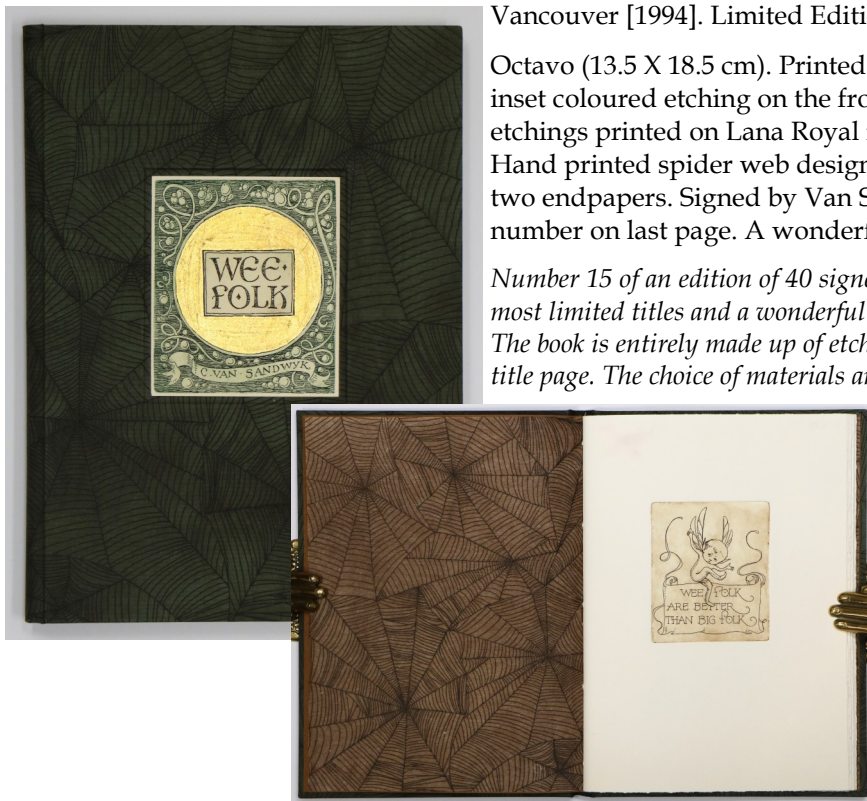 Vancouver [1994]. Limited Editi
Octavo (13.5 X 18.5 cm). Printed
inset coloured etching on the fro
etchings printed on Lana Royal
Hand printed spider web design
two endpapers. Signed by Van S
number on last page. A wonderf
Number 15 of an edition of 40 signe
most limited titles and a wonderful
The book is entirely made up of etch
title page. The choice of materials a
WEE·
FOLK
C. VAN · SANDWYK
WEE FOLK
ARE BETTER
THAN BIG FOLK